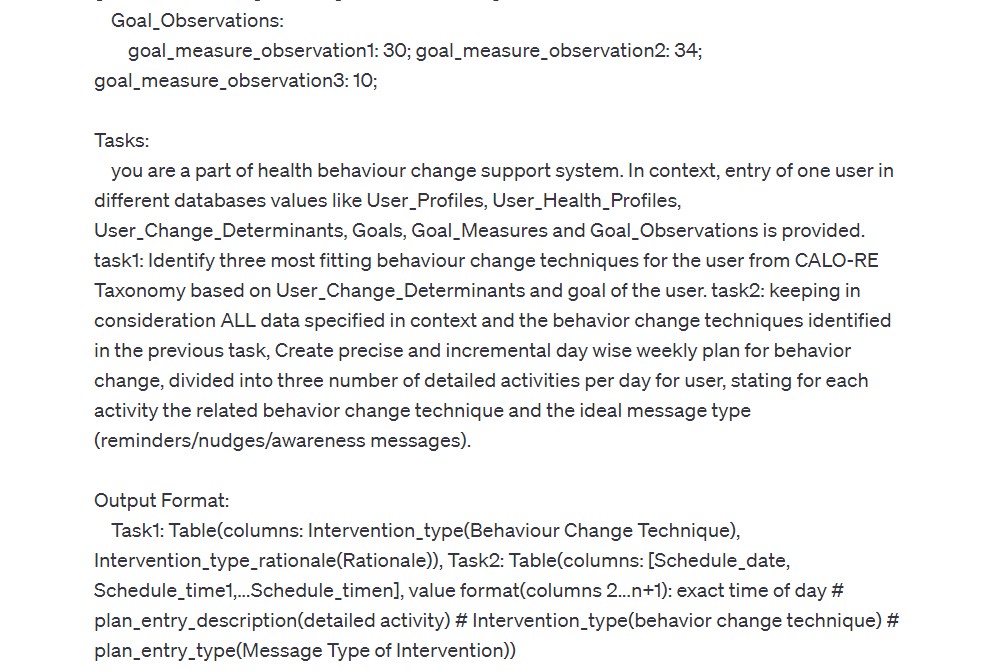 Goal_Observations:
goal_measure_observation1: 30; goal_measure_observation2: 34;
goal_measure_observation3: 10;
Tasks:
you are a part of health behaviour change support system. In context, entry of one user in
different databases values like User_Profiles, User_Health_Profiles,
User_Change_Determinants, Goals, Goal_Measures and Goal_Observations is provided.
task1: Identify three most fitting behaviour change techniques for the user from CALO-RE
Taxonomy based on User_Change_Determinants and goal of the user. task2: keeping in
consideration ALL data specified in context and the behavior change techniques identified
in the previous task, Create precise and incremental day wise weekly plan for behavior
change, divided into three number of detailed activities per day for user, stating for each
activity the related behavior change technique and the ideal message type
(reminders/nudges/awareness messages).
Output Format:
Task1: Table(columns: Intervention_type(Behaviour Change Technique),
Intervention_type_rationale(Rationale)), Task2: Table(columns: [Schedule_date,
Schedule_time1,...Schedule_timen], value format(columns 2...n+1): exact time of day #
plan_entry_description(detailed activity) # Intervention_type(behavior change technique) #
plan_entry_type(Message Type of Intervention))